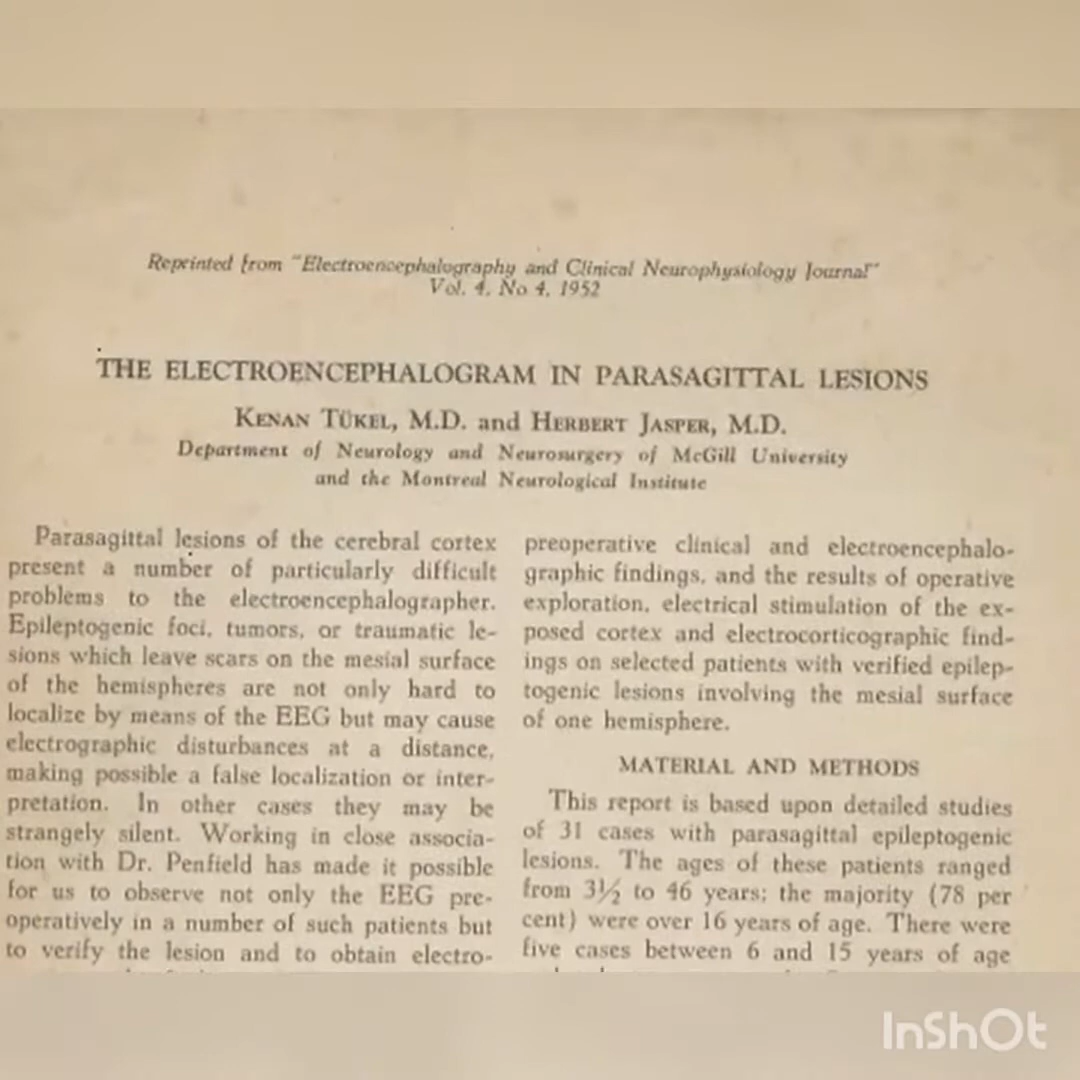 Reprinted from "Electroencephalography and Clinical Neurophysiology Journal"
Vol. 4, No 4, 1952
THE ELECTROENCEPHALOGRAM IN PARASAGITTAL LESIONS
KENAN TÜKEL, M.D. and HERBERT JASPER, M.D.
Department of Neurology and Neurosurgery of McGill University
and the Montreal Neurological Institute
Parasagittal lesions of the cerebral cortex
present a number of particularly difficult
problems to the electroencephalographer.
Epileptogenic foci, tumors, or traumatic le-
sions which leave scars on the mesial surface
of the hemispheres are not only hard to
localize by means of the EEG but may cause
electrographic disturbances at a distance,
making possible a false localization or inter-
pretation. In other cases they may be
strangely silent. Working in close associa-
tion with Dr. Penfield has made it possible
for us to observe not only the EEG pre-
operatively in a number of such patients but
to verify the lesion and to obtain electro-
preoperative clinical and electroencephalo-
graphic findings, and the results of operative
exploration, electrical stimulation of the ex-
posed cortex and electrocorticographic find-
ings on selected patients with verified epilep-
togenic lesions involving the mesial surface
of one hemisphere.
MATERIAL AND METHODS
This report is based upon detailed studies
of 31 cases with parasagittal epileptogenic
lesions. The ages of these patients ranged
from 3½ to 46 years; the majority (78 per
cent) were over 16 years of age. There were
five cases between 6 and 15 years of age
InShOt